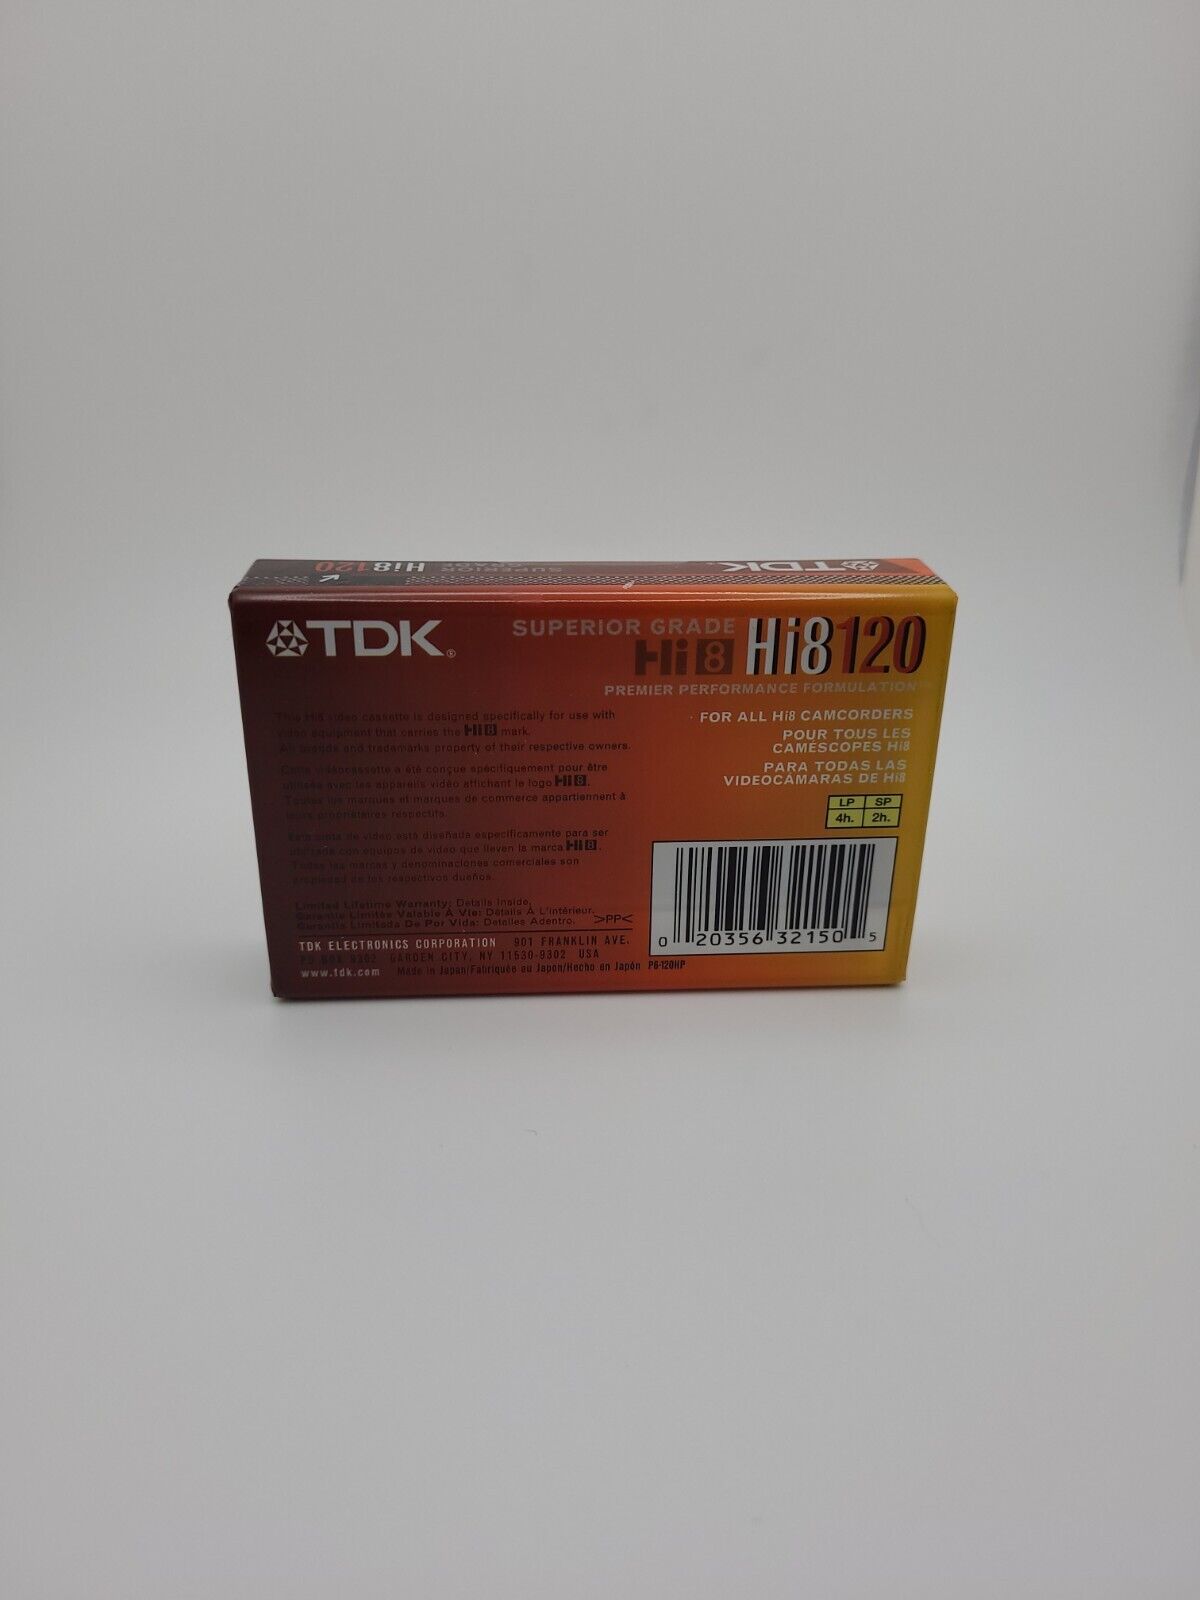 TDK
SUPERIOR GRADE
Hi8 120
TDK®
SUPERIOR GRADE
Hi8 Hi8 120
PREMIER PERFORMANCE FORMULATION™
This Hi8 video cassette is designed specifically for use with
video equipment that carries the Hi8 mark.
All brands and trademarks property of their respective owners.
Cette vidéocassette a été conçue spécifiquement pour être
utilisée avec les appareils vidéo affichant le logo Hi8.
Toutes les marques et marques de commerce appartiennent à
leurs propriétaires respectifs.
Esta cinta de video está diseñada específicamente para ser
utilizada con equipos de video que lleven la marca Hi8.
Todas las marcas y denominaciones comerciales son
propiedad de los respectivos dueños.
Limited Lifetime Warranty: Details Inside.
Garantie Limitée Valable À Vie: Détails À L'intérieur.
Garantía Limitada De Por Vida: Detalles Adentro.
>PP<
TDK ELECTRONICS CORPORATION 901 FRANKLIN AVE.
PO BOX 9302 GARDEN CITY, NY 11530-9302 USA
www.tdk.com Made in Japan/Fabriquée au Japon/Hecho en Japón P6-120HP
· FOR ALL Hi8 CAMCORDERS
POUR TOUS LES
CAMÉSCOPES Hi8
PARA TODAS LAS
VIDEOCÁMARAS DE Hi8
LP SP
4h. 2h.
0 20356 32150 5